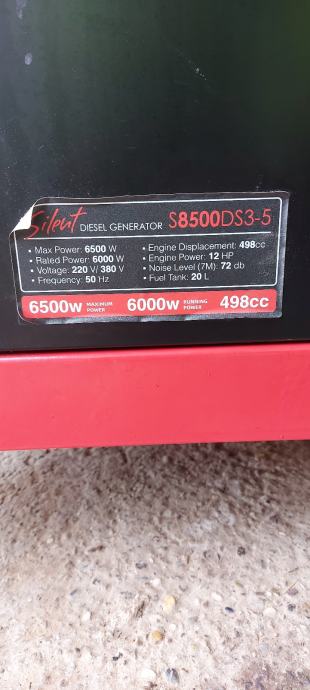 Silent DIESEL GENERATOR S8500DS3-5
• Max Power: 6500 W
• Rated Power: 6000 W
• Voltage: 220 V/ 380 V
• Frequency: 50 Hz
• Engine Displacement: 498cc
• Engine Power: 12 HP
• Noise Level (7M): 72 db
• Fuel Tank: 20 L
6500w MAXIMUM POWER 6000w RUNNING POWER 498cc